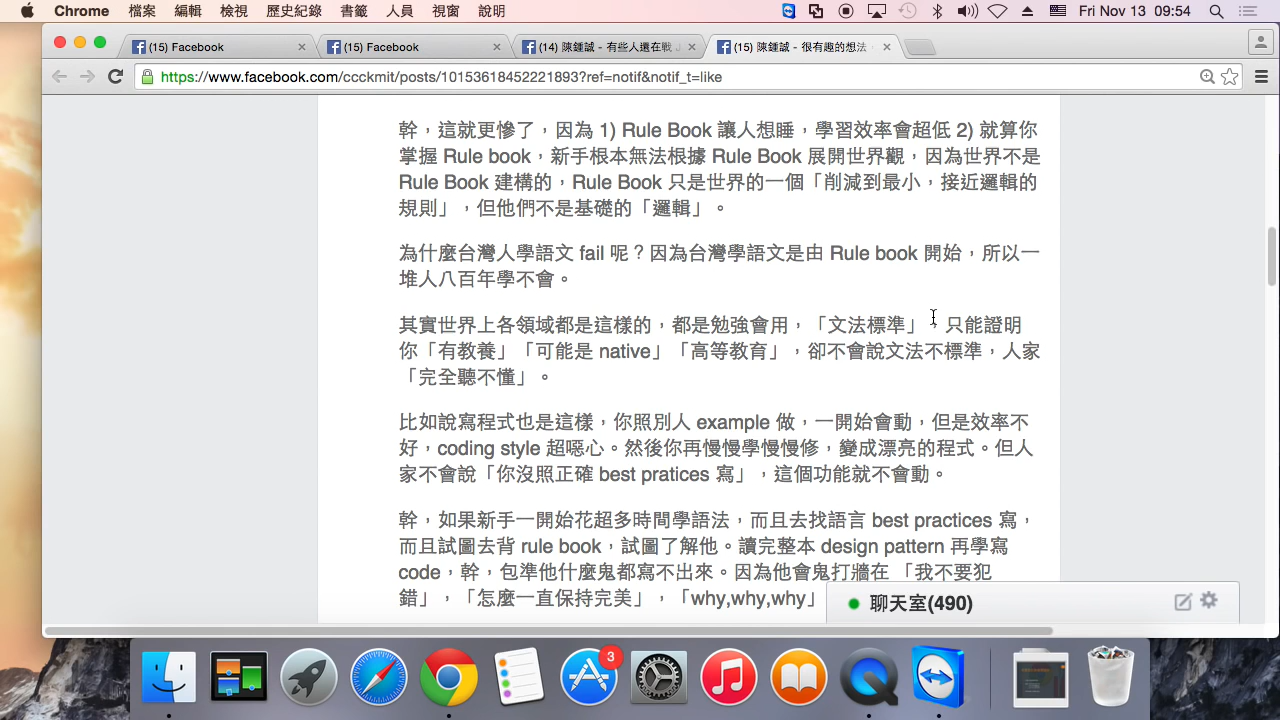 Chrome 檔案 編輯 檢視 歷史紀錄 書籤 人員 視窗 說明 Fri Nov 13 09:54
(15) Facebook (15) Facebook (14) 陳鍾誠 - 有些人還在戰 J (15) 陳鍾誠 - 很有趣的想法
https://www.facebook.com/ccckmit/posts/10153618452221893?ref=notif&notif_t=like
幹，這就更慘了，因為 1) Rule Book 讓人想睡，學習效率會超低 2) 就算你
掌握 Rule book，新手根本無法根據 Rule Book 展開世界觀，因為世界不是
Rule Book 建構的，Rule Book 只是世界的一個「削減到最小，接近邏輯的
規則」，但他們不是基礎的「邏輯」。
為什麼台灣人學語文 fail 呢？因為台灣學語文是由 Rule book 開始，所以一
堆人八百年學不會。
其實世界上各領域都是這樣的，都是勉強會用，「文法標準」，只能證明
你「有教養」「可能是 native」「高等教育」，卻不會說文法不標準，人家
「完全聽不懂」。
比如說寫程式也是這樣，你照別人 example 做，一開始會動，但是效率不
好，coding style 超噁心。然後你再慢慢學慢慢修，變成漂亮的程式。但人
家不會說「你沒照正確 best pratices 寫」，這個功能就不會動。
幹，如果新手一開始花超多時間學語法，而且去找語言 best practices 寫，
而且試圖去背 rule book，試圖了解他。讀完整本 design pattern 再學寫
code，幹，包準他什麼鬼都寫不出來。因為他會鬼打牆在 「我不要犯
錯」，「怎麼一直保持完美」，「why,why,why」
聊天室(490)
3